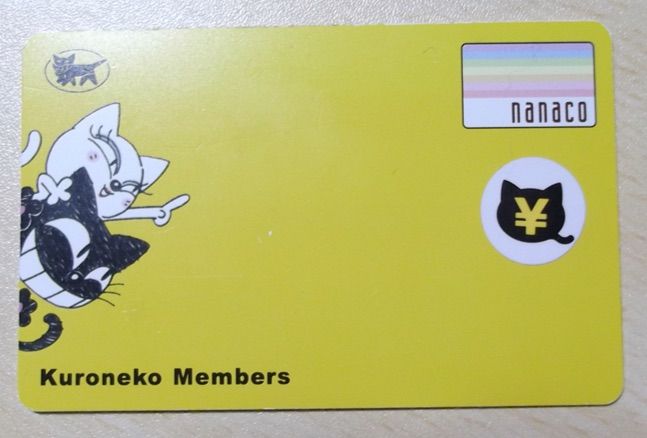 nanaco
¥
Kuroneko Members